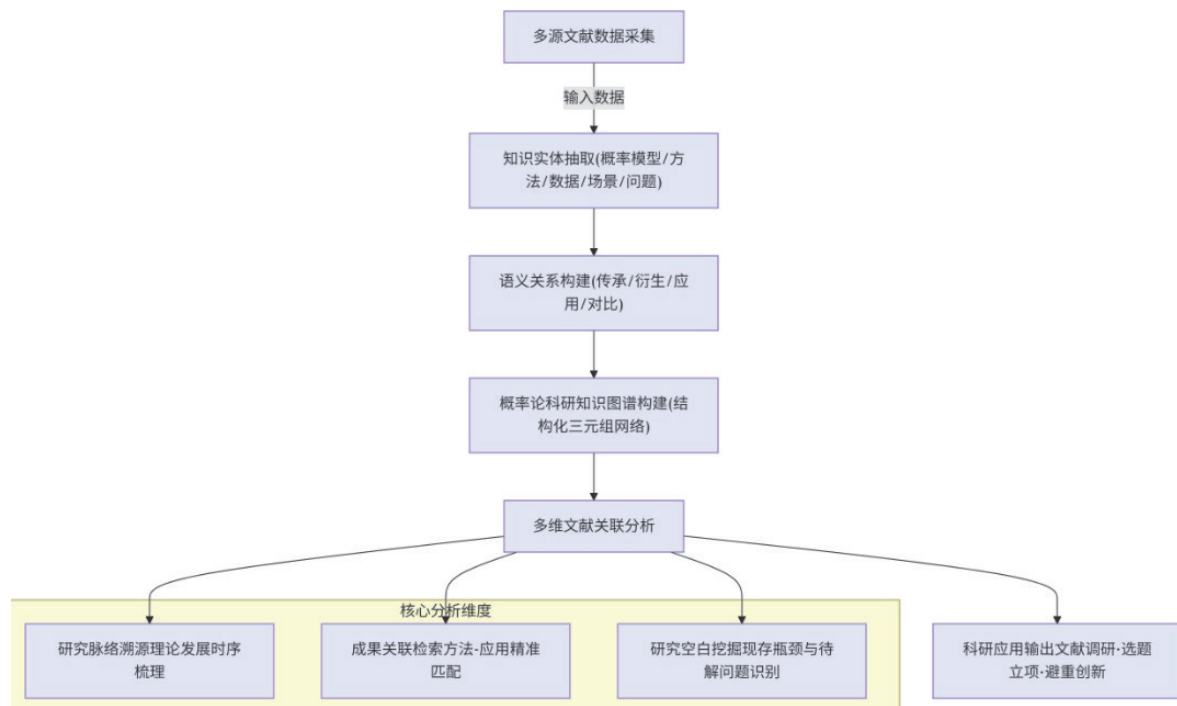 多源文献数据采集
输入数据
知识实体抽取(概率模型/方
法/数据/场景/问题)
语义关系构建(传承/衍生/应
用/对比)
概率论科研知识图谱构建(结
构化三元组网络)
多维文献关联分析
核心分析维度
研究脉络溯源理论发展时序
梳理
成果关联检索方法-应用精准
匹配
研究空白挖掘现存瓶颈与待
解问题识别
科研应用输出文献调研·选题
立项·避重创新